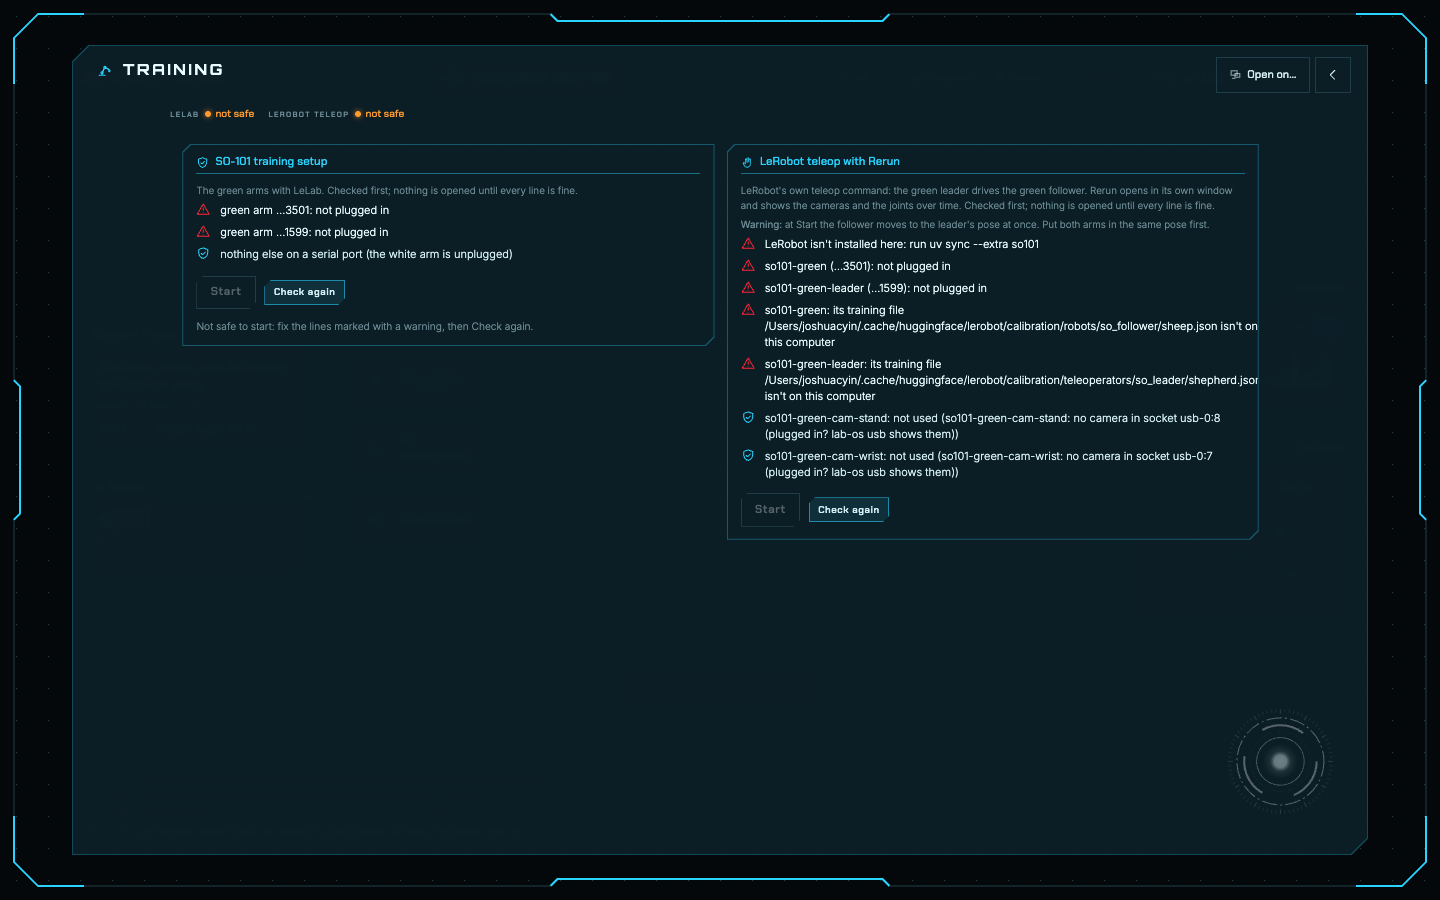 TRAINING
Open on...
LELAB not safe LEROBOT TELEOP not safe
SO-101 training setup
The green arms with LeLab. Checked first; nothing is opened until every line is fine.
green arm ...3501: not plugged in
green arm ...1599: not plugged in
nothing else on a serial port (the white arm is unplugged)
Start Check again
Not safe to start: fix the lines marked with a warning, then Check again.
LeRobot teleop with Rerun
LeRobot's own teleop command: the green leader drives the green follower. Rerun opens in its own window
and shows the cameras and the joints over time. Checked first; nothing is opened until every line is fine.
Warning: at Start the follower moves to the leader's pose at once. Put both arms in the same pose first.
LeRobot isn't installed here: run uv sync --extra so101
so101-green (...3501): not plugged in
so101-green-leader (...1599): not plugged in
so101-green: its training file
/Users/joshuacyin/.cache/huggingface/lerobot/calibration/robots/so_follower/sheep.json isn't on
this computer
so101-green-leader: its training file
/Users/joshuacyin/.cache/huggingface/lerobot/calibration/teleoperators/so_leader/shepherd.json
isn't on this computer
so101-green-cam-stand: not used (so101-green-cam-stand: no camera in socket usb-0:8
(plugged in? lab-os usb shows them))
so101-green-cam-wrist: not used (so101-green-cam-wrist: no camera in socket usb-0:7
(plugged in? lab-os usb shows them))
Start Check again